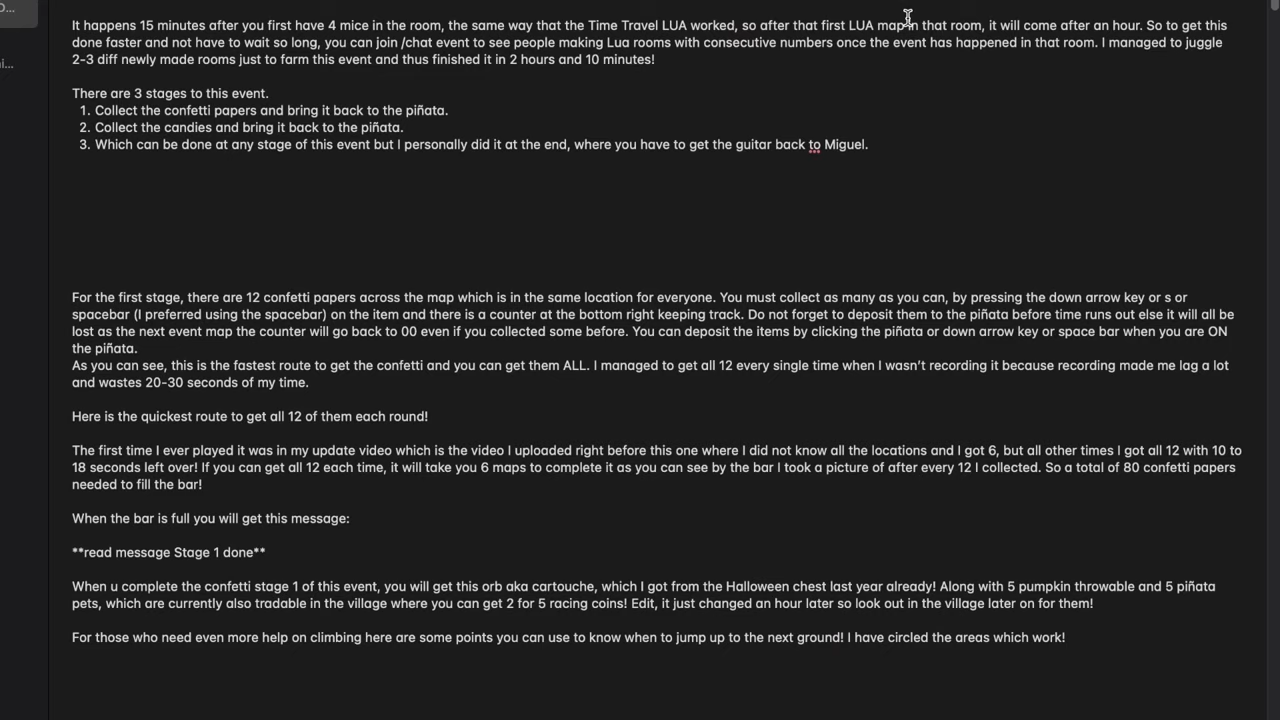 It happens 15 minutes after you first have 4 mice in the room, the same way that the Time Travel LUA worked, so after that first LUA map in that room, it will come after an hour. So to get this
done faster and not have to wait so long, you can join /chat event to see people making Lua rooms with consecutive numbers once the event has happened in that room. I managed to juggle
2-3 diff newly made rooms just to farm this event and thus finished it in 2 hours and 10 minutes!
There are 3 stages to this event.
1. Collect the confetti papers and bring it back to the piñata.
2. Collect the candies and bring it back to the piñata.
3. Which can be done at any stage of this event but I personally did it at the end, where you have to get the guitar back to Miguel.
For the first stage, there are 12 confetti papers across the map which is in the same location for everyone. You must collect as many as you can, by pressing the down arrow key or s or
spacebar (I preferred using the spacebar) on the item and there is a counter at the bottom right keeping track. Do not forget to deposit them to the piñata before time runs out else it will all be
lost as the next event map the counter will go back to 00 even if you collected some before. You can deposit the items by clicking the piñata or down arrow key or space bar when you are ON
the piñata.
As you can see, this is the fastest route to get the confetti and you can get them ALL. I managed to get all 12 every single time when I wasn't recording it because recording made me lag a lot
and wastes 20-30 seconds of my time.
Here is the quickest route to get all 12 of them each round!
The first time I ever played it was in my update video which is the video I uploaded right before this one where I did not know all the locations and I got 6, but all other times I got all 12 with 10 to
18 seconds left over! If you can get all 12 each time, it will take you 6 maps to complete it as you can see by the bar I took a picture of after every 12 I collected. So a total of 80 confetti papers
needed to fill the bar!
When the bar is full you will get this message:
**read message Stage 1 done**
When u complete the confetti stage 1 of this event, you will get this orb aka cartouche, which I got from the Halloween chest last year already! Along with 5 pumpkin throwable and 5 piñata
pets, which are currently also tradable in the village where you can get 2 for 5 racing coins! Edit, it just changed an hour later so look out in the village later on for them!
For those who need even more help on climbing here are some points you can use to know when to jump up to the next ground! I have circled the areas which work!